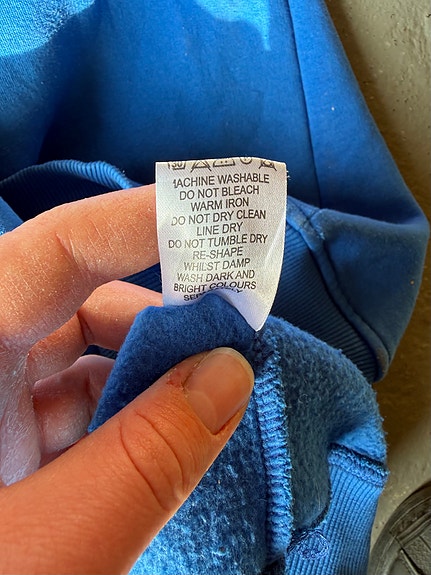 30
MACHINE WASHABLE
DO NOT BLEACH
WARM IRON
DO NOT DRY CLEAN
LINE DRY
DO NOT TUMBLE DRY
RE-SHAPE
WHILST DAMP
WASH DARK AND
BRIGHT COLOURS